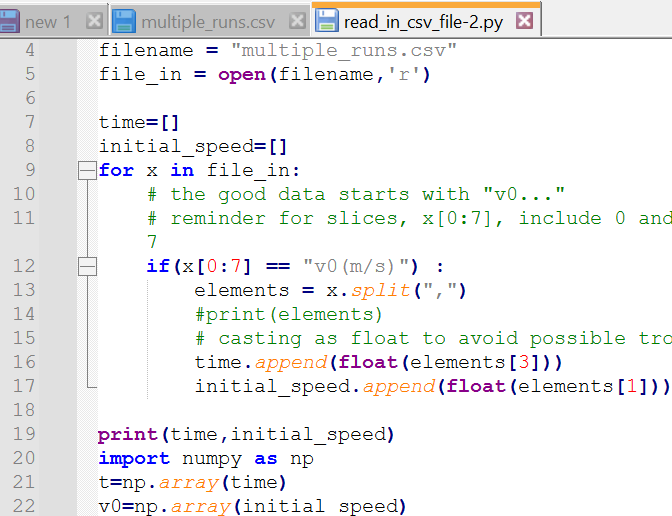 new 1 multiple_runs.csv read_in_csv_file-2.py
4 filename = "multiple_runs.csv"
5 file_in = open(filename,'r')
6
7 time=[]
8 initial_speed=[]
9 for x in file_in:
10 # the good data starts with "v0..."
11 # reminder for slices, x[0:7], include 0 and
7
12 if(x[0:7] == "v0(m/s)") :
13 elements = x.split(",")
14 #print(elements)
15 # casting as float to avoid possible tro
16 time.append(float(elements[3]))
17 initial_speed.append(float(elements[1]))
18
19 print(time,initial_speed)
20 import numpy as np
21 t=np.array(time)
22 v0=np.array(initial_speed)